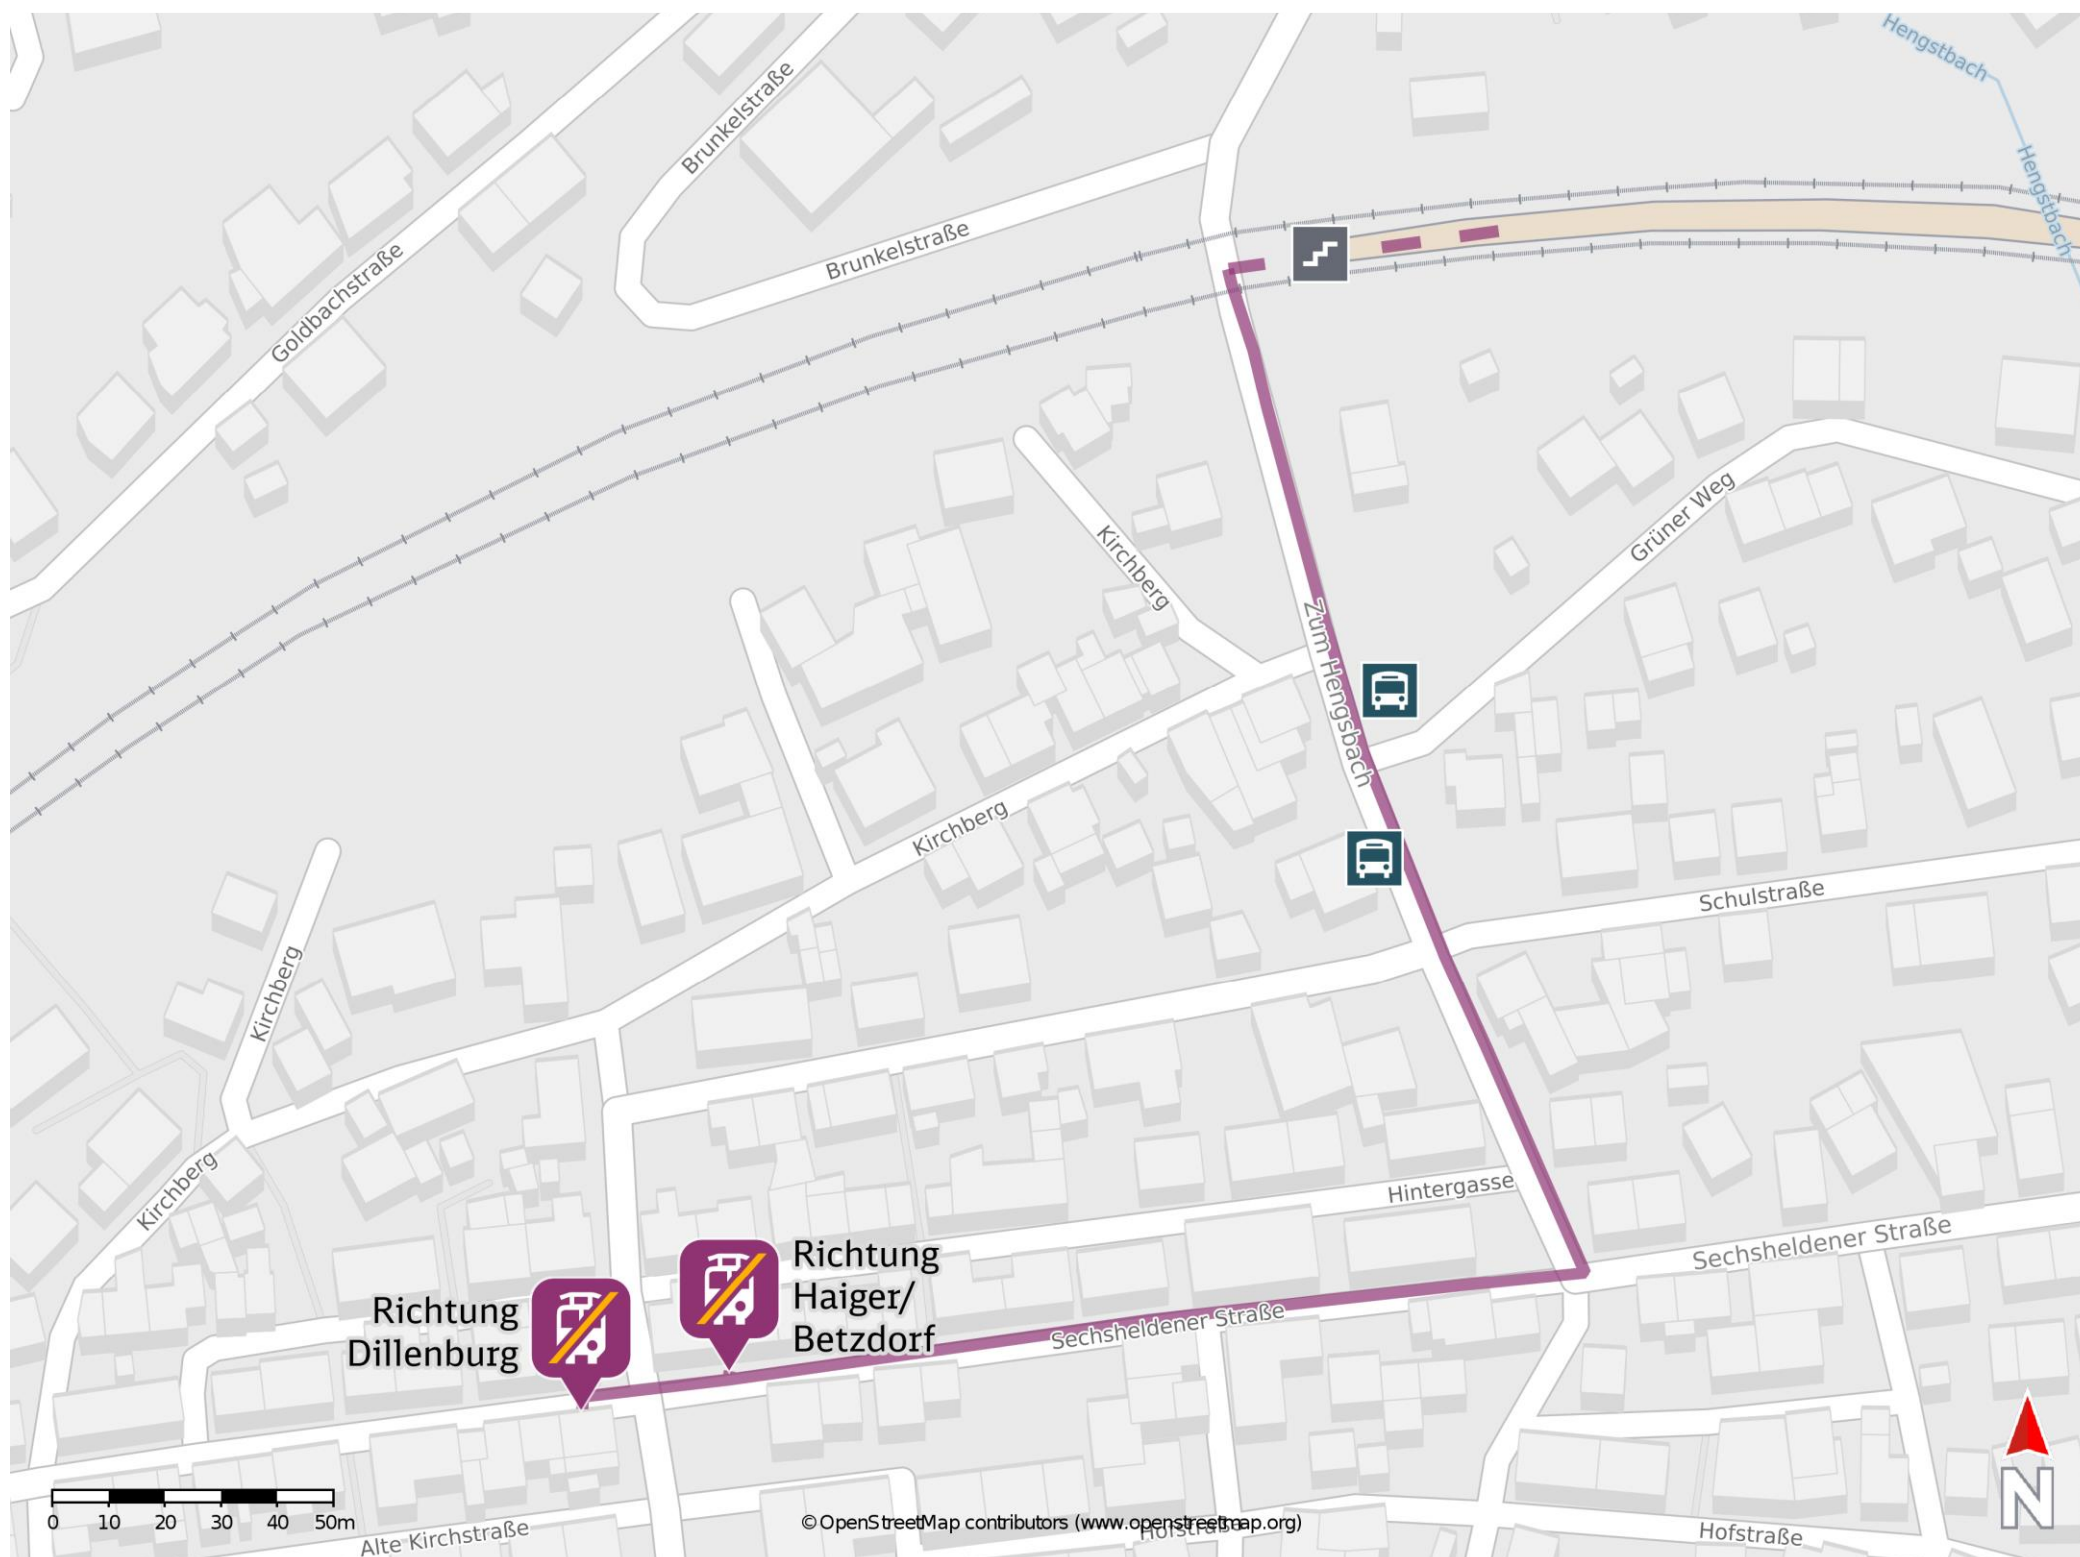 Hengstbach
Brunkelstraße
Hengstbach
Brunkelstraße
Goldbachstraße
Grüner Weg
Kirchberg
Zum Hengsbach
Kirchberg
Schulstraße
Kirchberg
Kirchberg
Hintergasse
Sechsheldener Straße
Richtung
Haiger/
Betzdorf
Richtung
Dillenburg
Sechsheldener Straße
0 10 20 30 40 50m
Alte Kirchstraße
© OpenStreetMap contributors (www.openstreetmap.org)
Hofstraße
Hofstraße
N